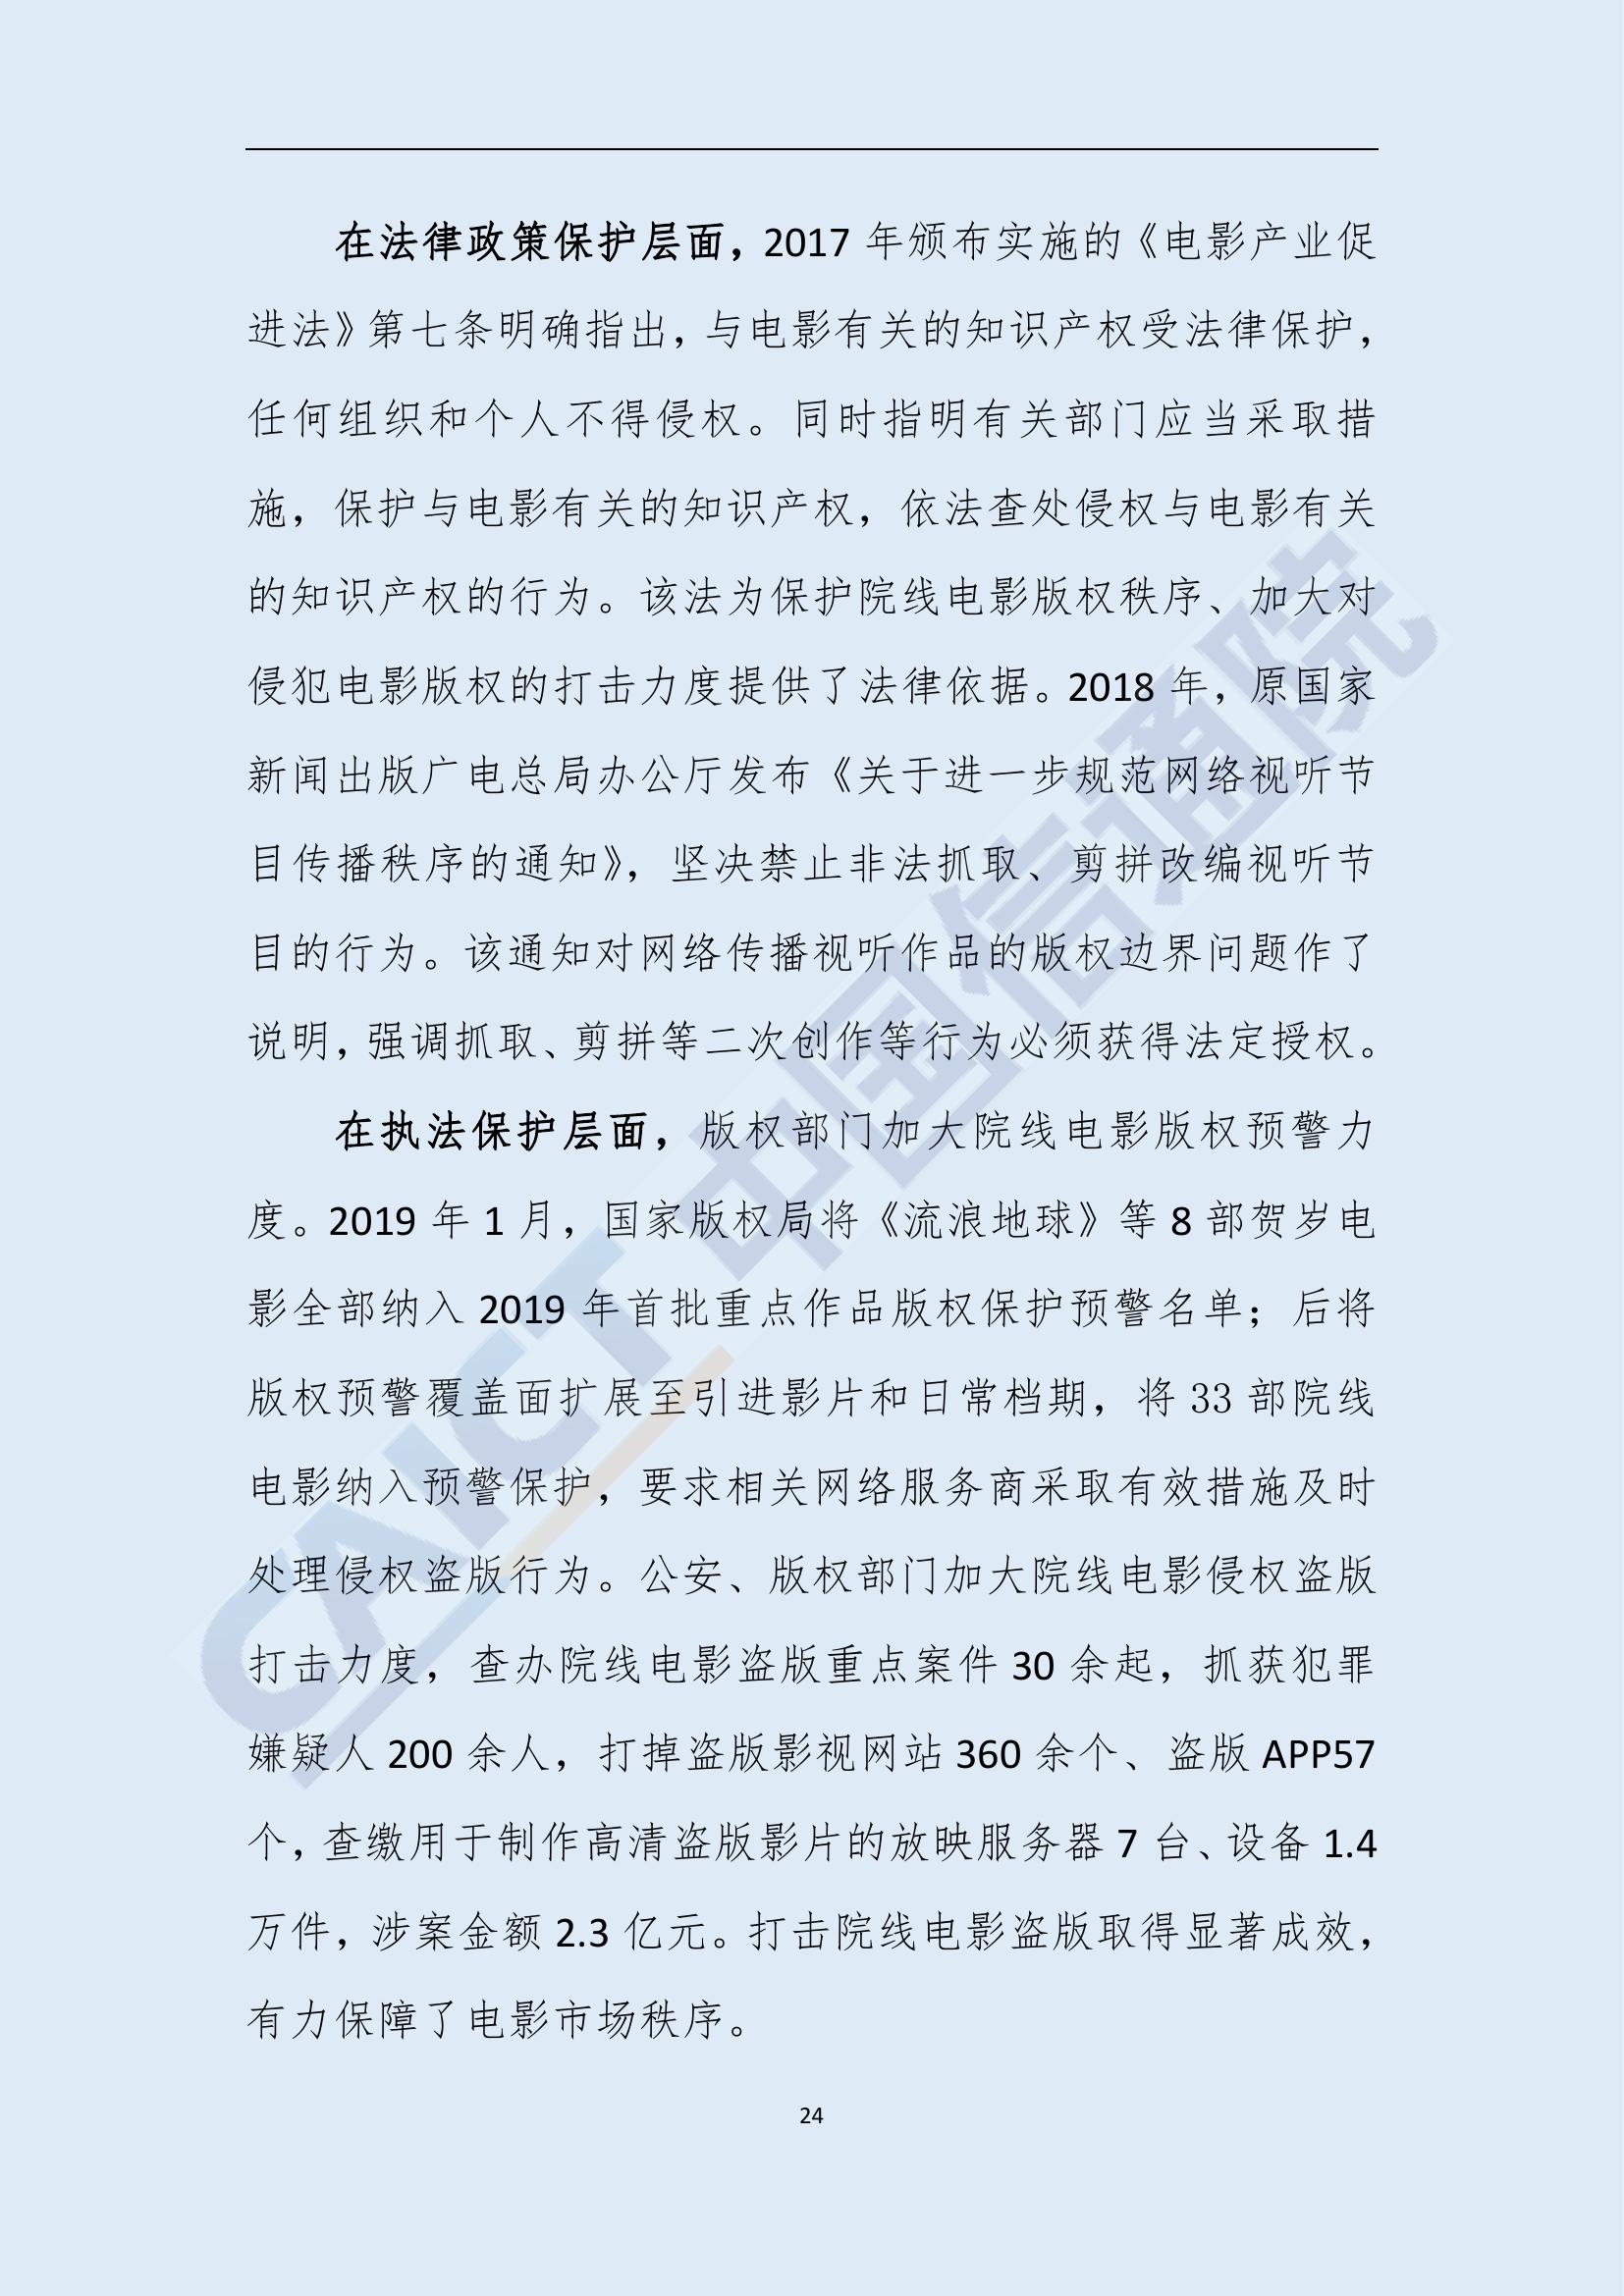 在法律政策保护层面，2017 年颁布实施的《电影产业促
进法》第七条明确指出，与电影有关的知识产权受法律保护，
任何组织和个人不得侵权。同时指明有关部门应当采取措
施，保护与电影有关的知识产权，依法查处侵权与电影有关
的知识产权的行为。该法为保护院线电影版权秩序、加大对
侵犯电影版权的打击力度提供了法律依据。2018 年，原国家
新闻出版广电总局办公厅发布《关于进一步规范网络视听节
目传播秩序的通知》，坚决禁止非法抓取、剪拼改编视听节
目的行为。该通知对网络传播视听作品的版权边界问题作了
说明，强调抓取、剪拼等二次创作等行为必须获得法定授权。
在执法保护层面，版权部门加大院线电影版权预警力
度。2019 年 1 月，国家版权局将《流浪地球》等 8 部贺岁电
影全部纳入 2019 年首批重点作品版权保护预警名单；后将
版权预警覆盖面扩展至引进影片和日常档期，将 33 部院线
电影纳入预警保护，要求相关网络服务商采取有效措施及时
处理侵权盗版行为。公安、版权部门加大院线电影侵权盗版
打击力度，查办院线电影盗版重点案件 30 余起，抓获犯罪
嫌疑人 200 余人，打掉盗版影视网站 360 余个、盗版 APP57
个，查缴用于制作高清盗版影片的放映服务器 7 台、设备 1.4
万件，涉案金额 2.3 亿元。打击院线电影盗版取得显著成效，
有力保障了电影市场秩序。
24
CAICT 中国信通院